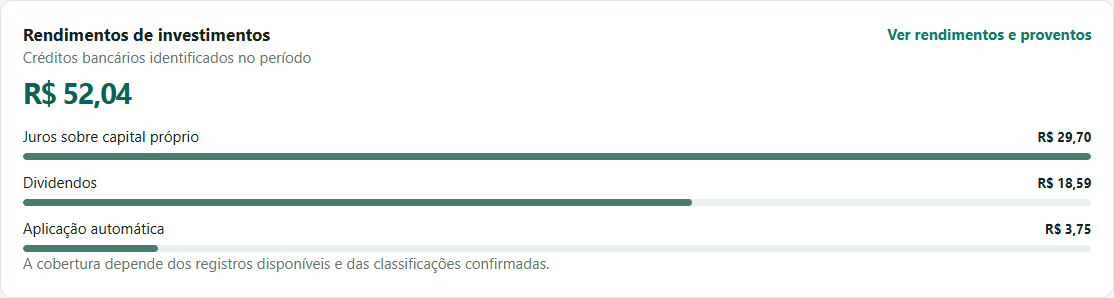 Rendimentos de investimentos
Ver rendimentos e proventos
Créditos bancários identificados no período
R$ 52,04
Juros sobre capital próprio
R$ 29,70
Dividendos
R$ 18,59
Aplicação automática
R$ 3,75
A cobertura depende dos registros disponíveis e das classificações confirmadas.